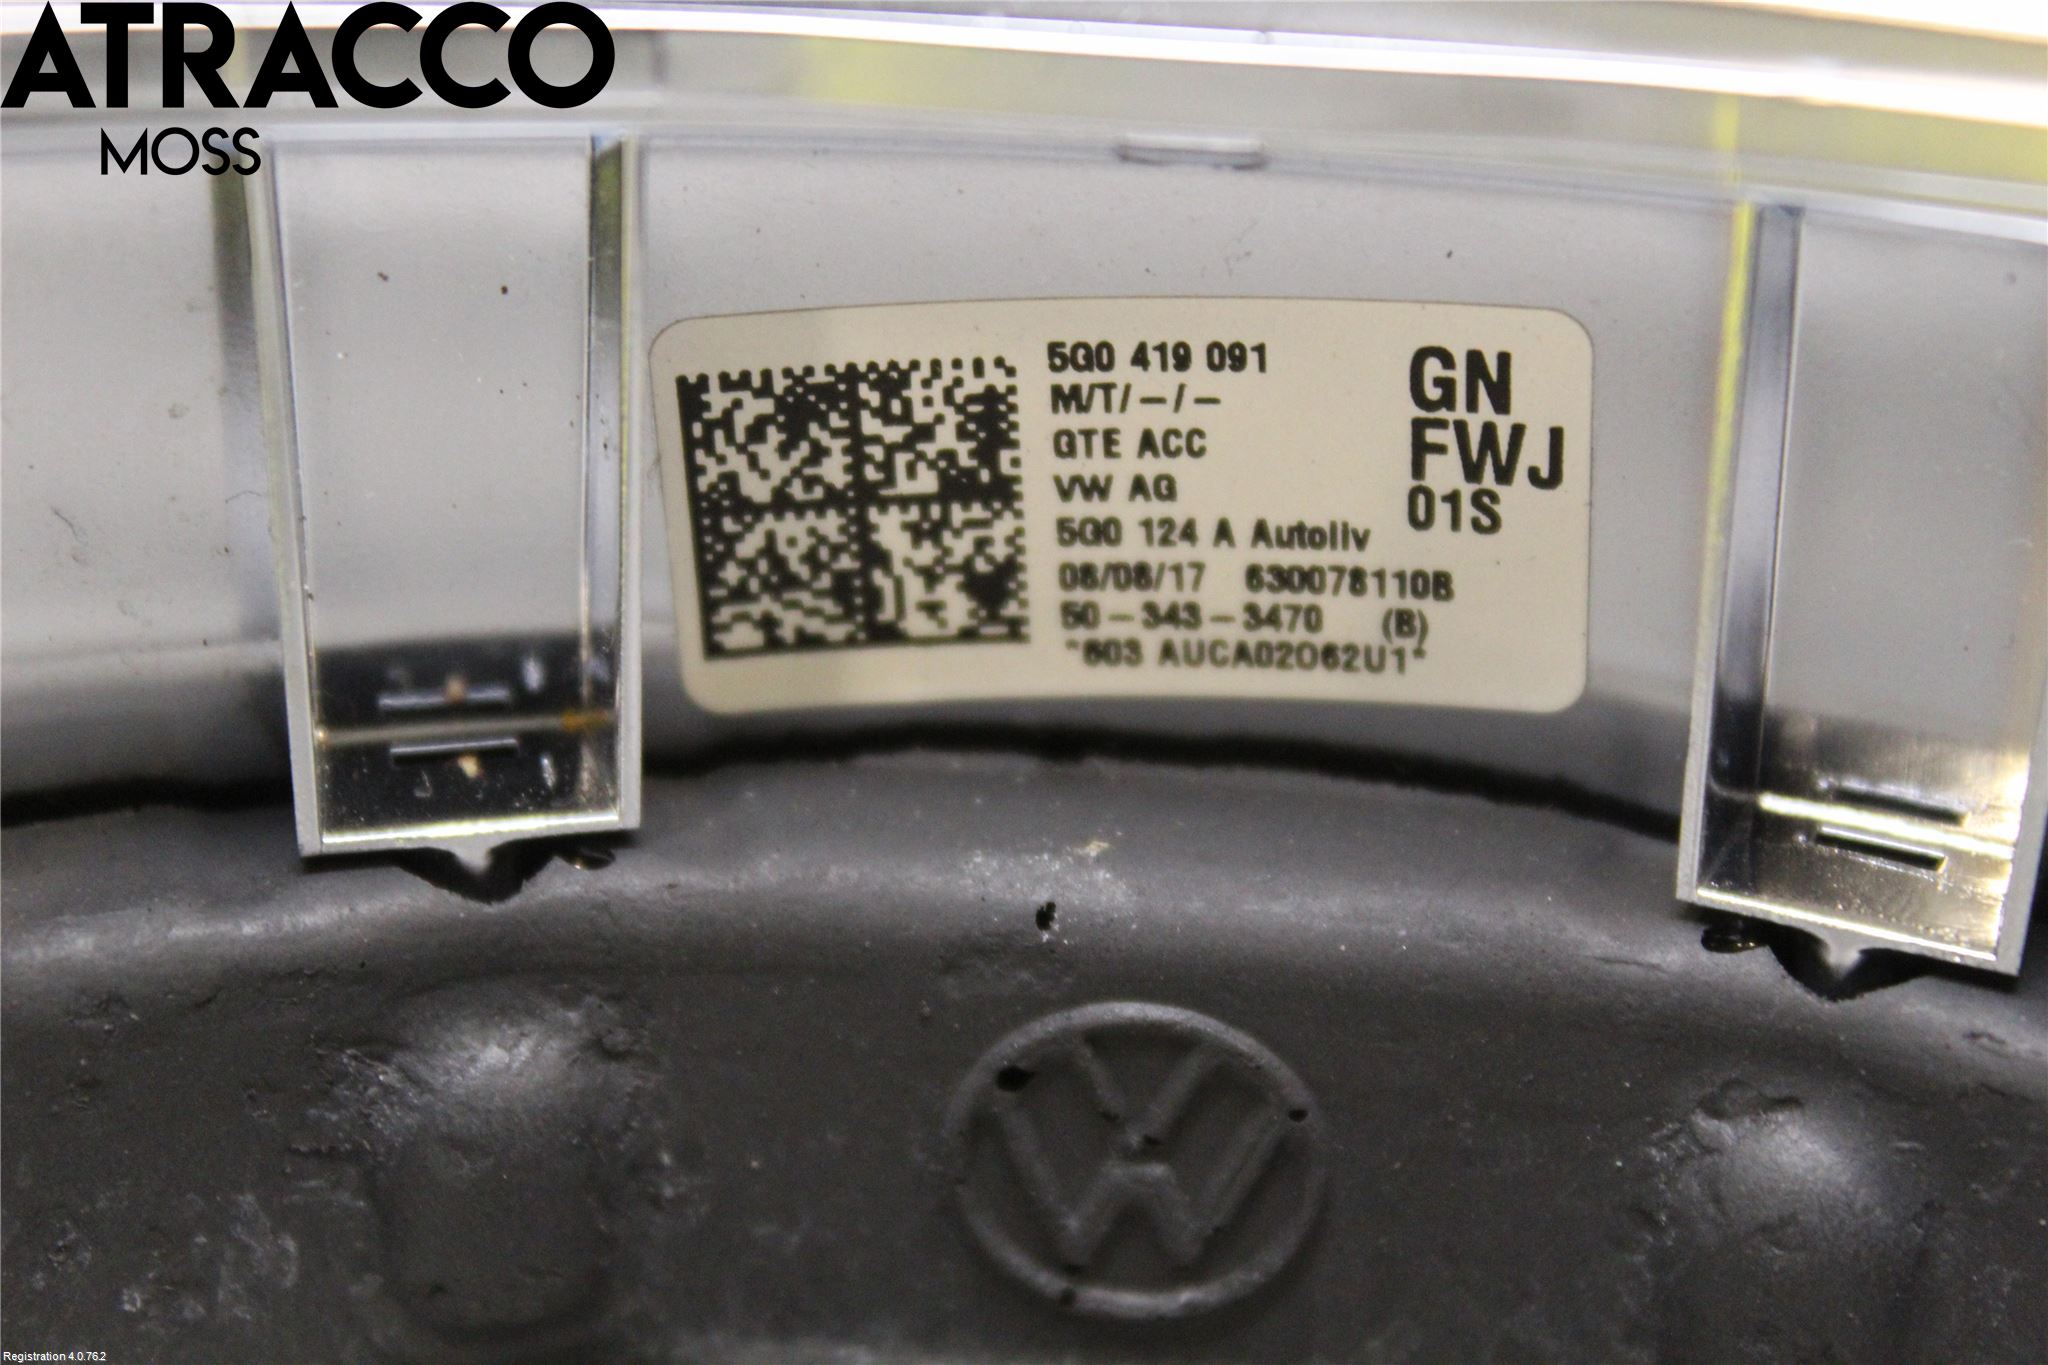 ATRACCO
MOSS
5G0 419 091
M/T/-/-
GTE ACC
VW AG
5G0 124 A Autoliv
08/08/17 630078110B
50-343-3470 (B)
*603 AUCA02O62U1*
GN
FWJ
01S
Registration 4.0.76.2